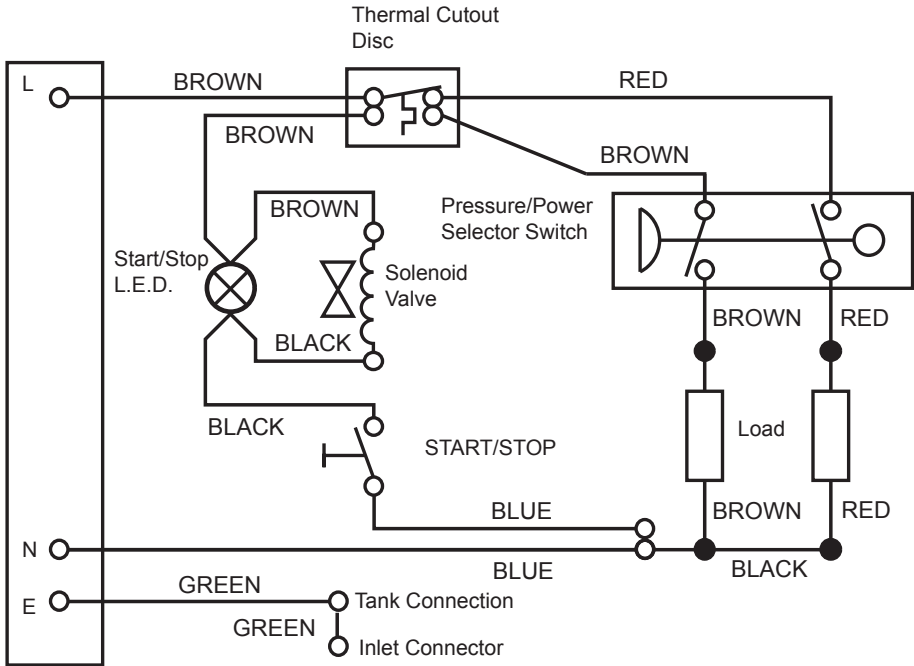 Thermal Cutout
Disc
L
BROWN
RED
BROWN
BROWN
BROWN
Pressure/Power
Selector Switch
Start/Stop
L.E.D.
Solenoid
Valve
BROWN
RED
BLACK
BLACK
START/STOP
Load
BLUE
BROWN
RED
N
BLUE
BLACK
GREEN
E
Tank Connection
GREEN
Inlet Connector